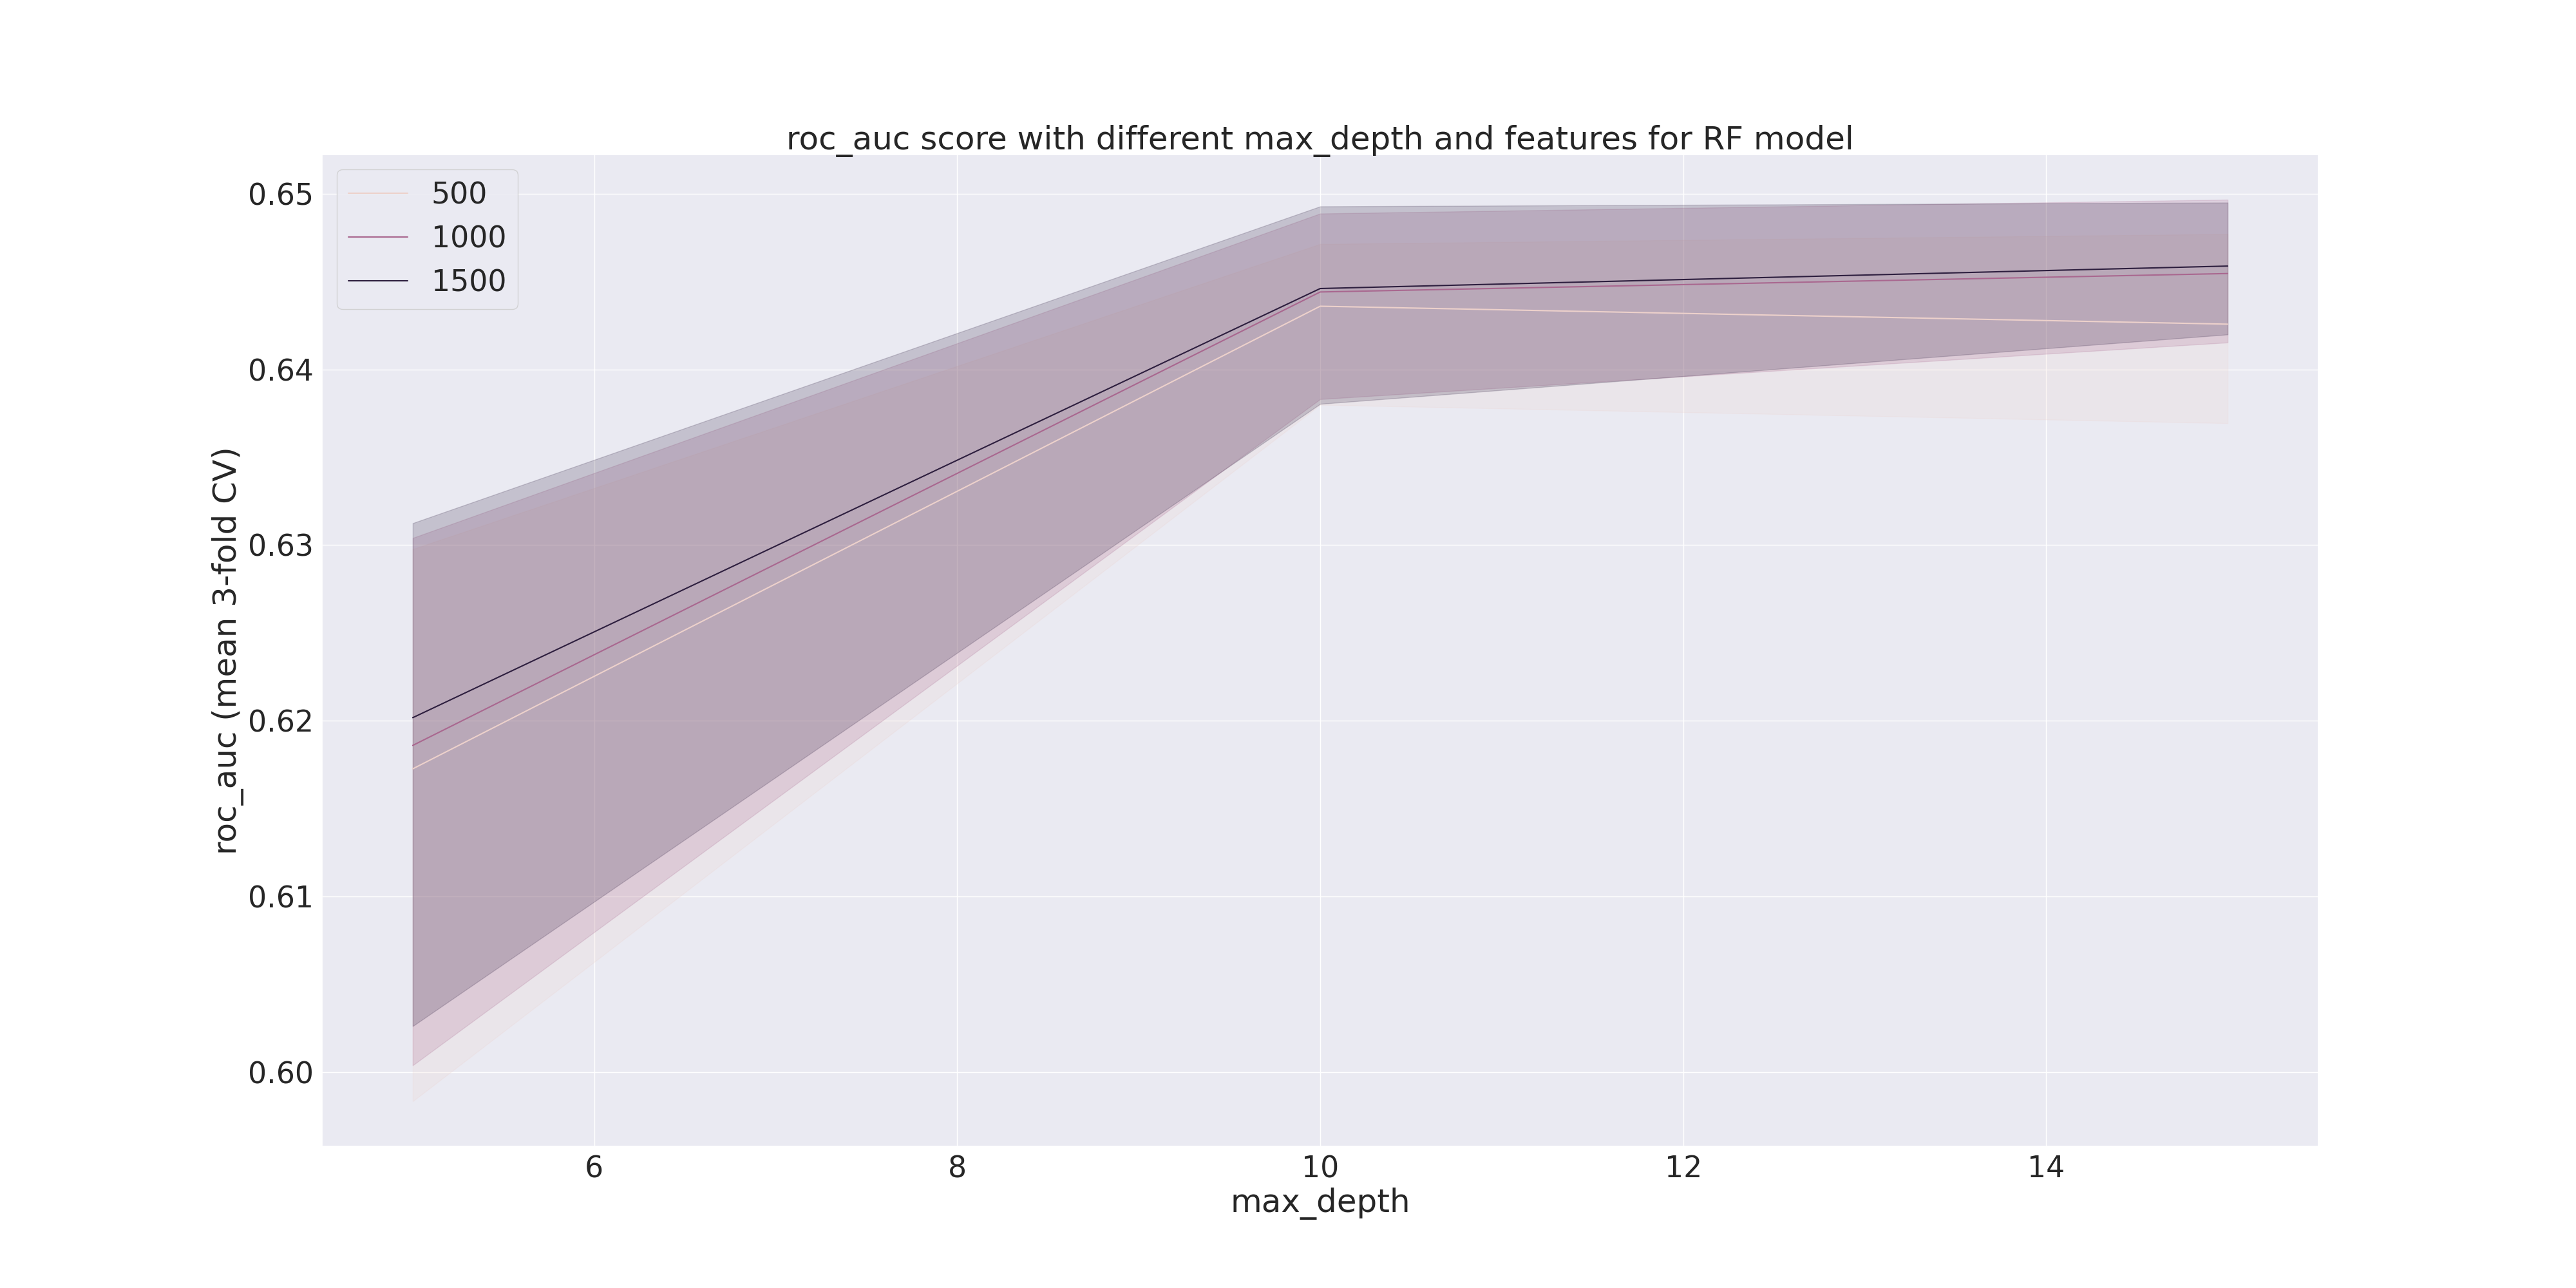 roc_auc score with different max_depth and features for RF model
500
1000
1500
roc_auc (mean 3-fold CV)
0.65
0.64
0.63
0.62
0.61
0.60
6 8 10 12 14
max_depth